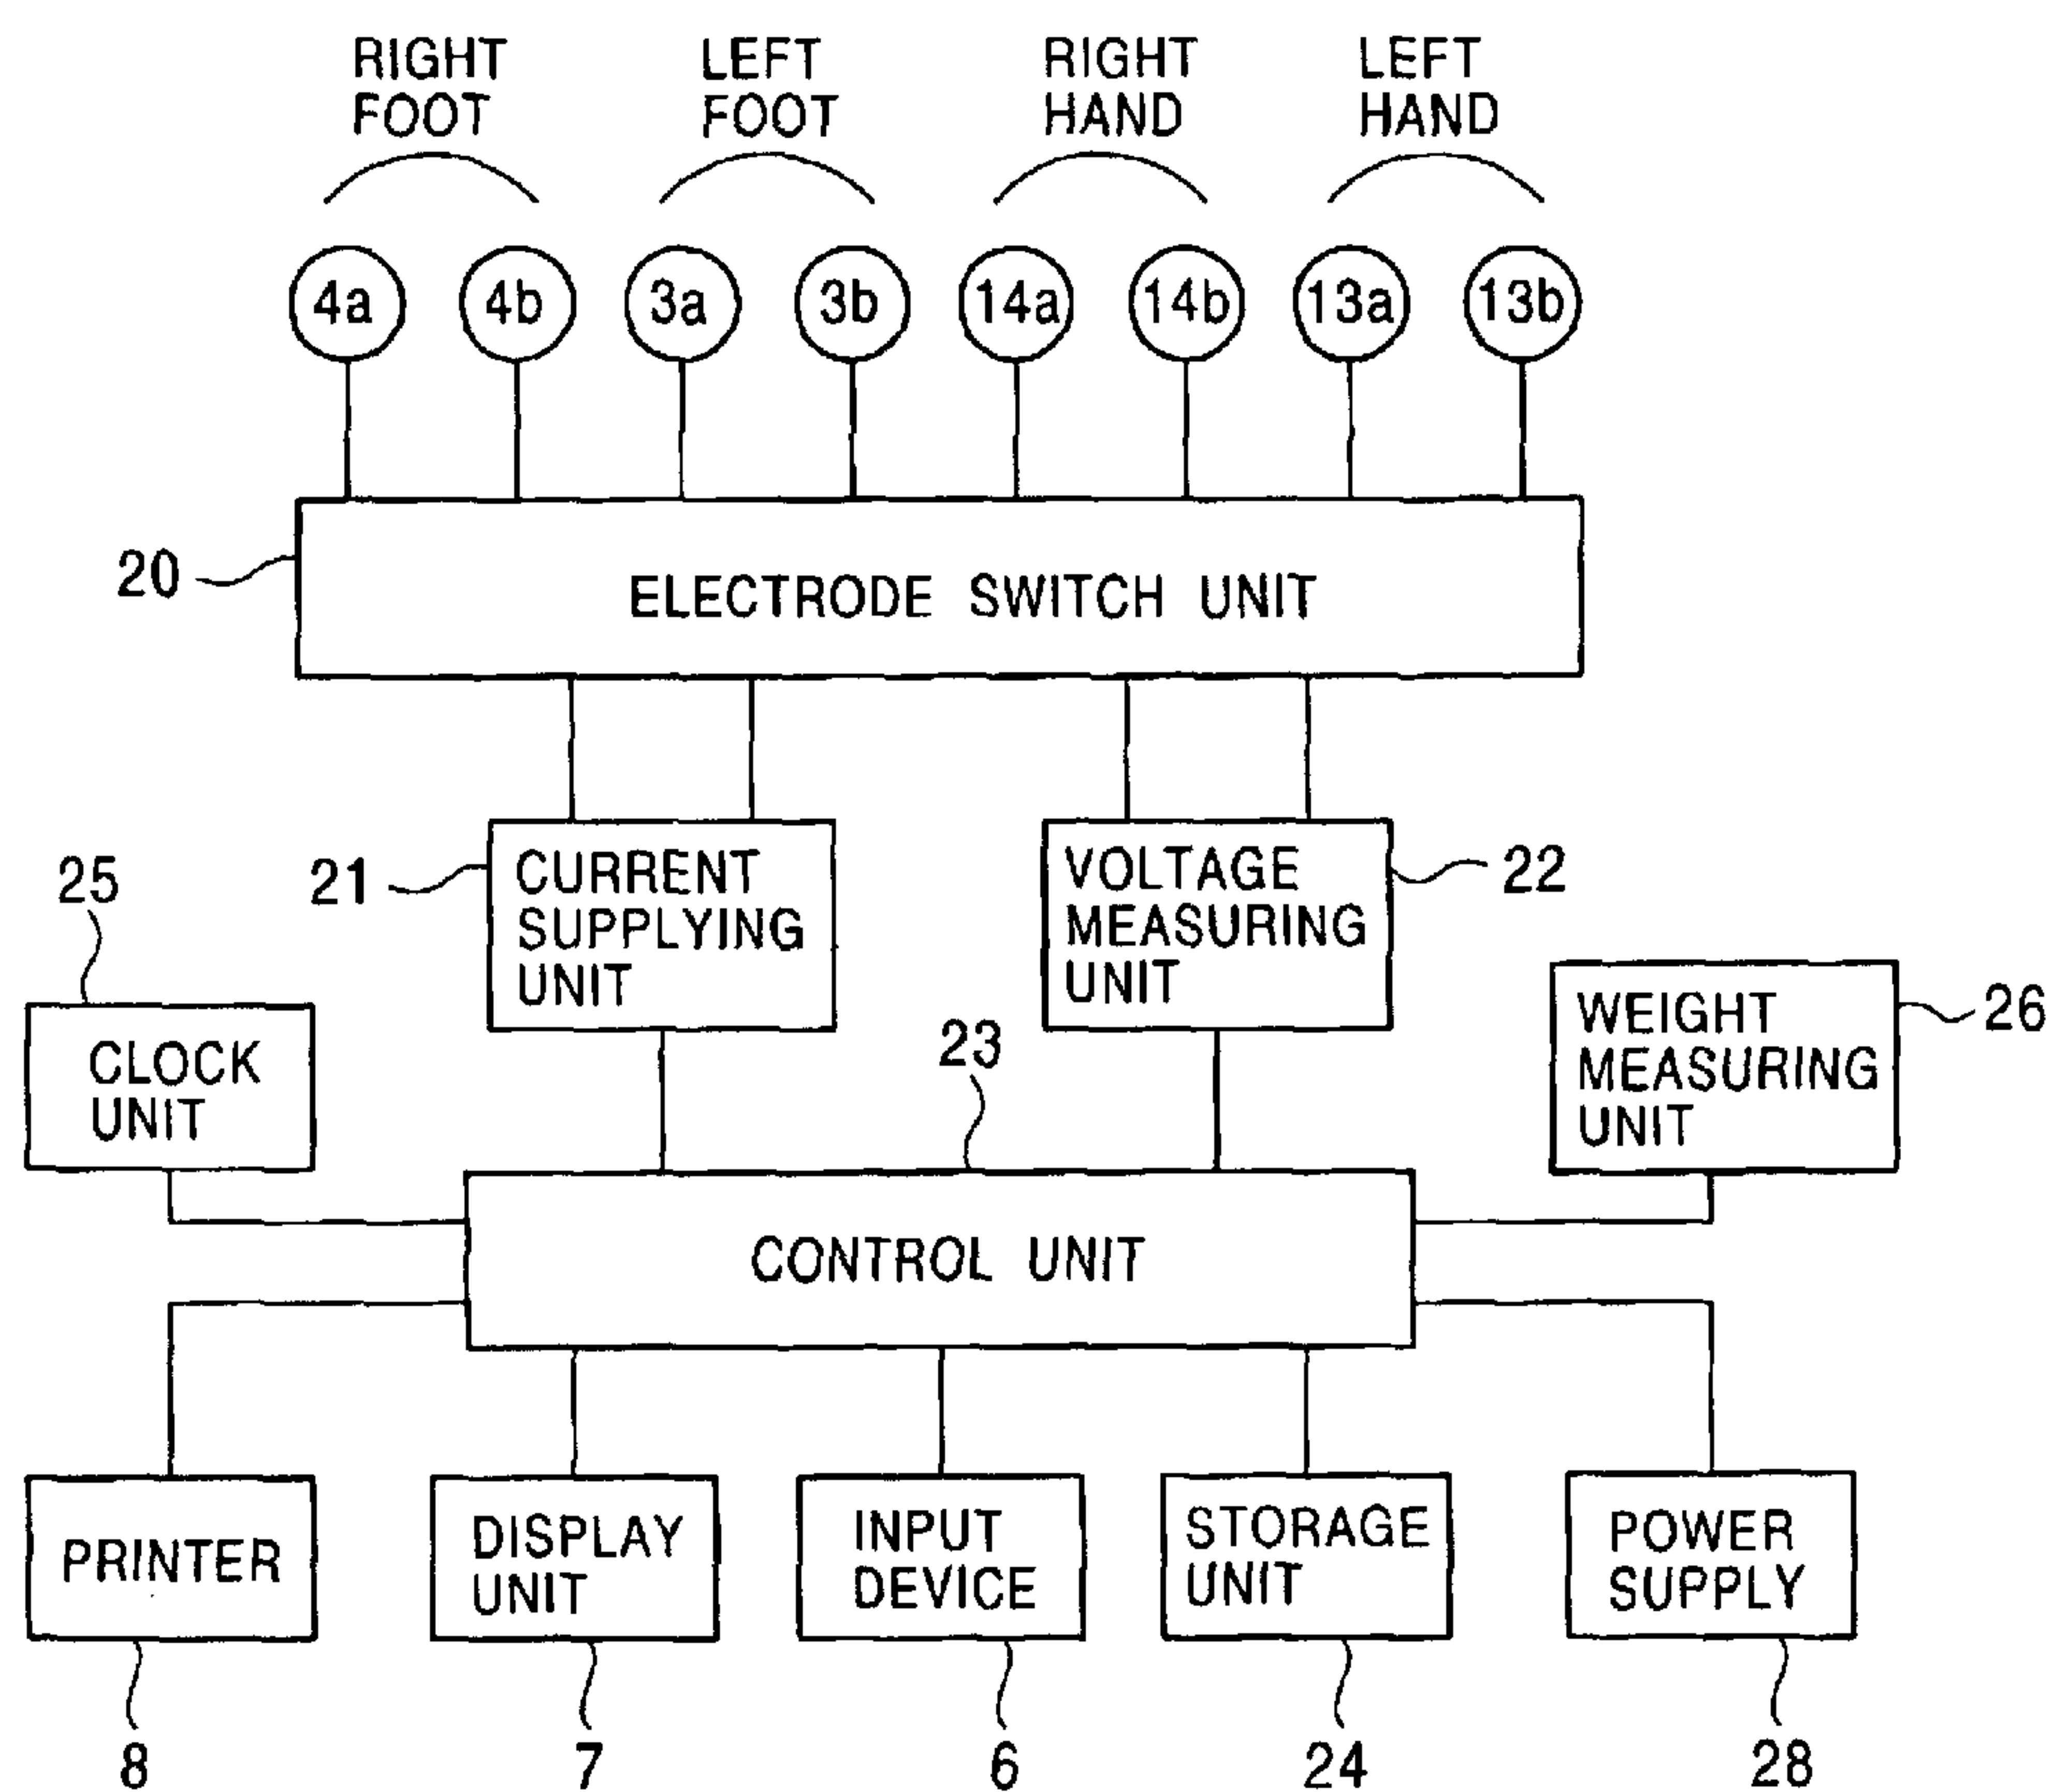 RIGHT
FOOT
LEFT
FOOT
RIGHT
HAND
LEFT
HAND
4a
4b
3a
3b
14a
14b
13a
13b
20
ELECTRODE SWITCH UNIT
21
CURRENT
SUPPLYING
UNIT
VOLTAGE
MEASURING
UNIT
22
25
CLOCK
UNIT
23
WEIGHT
MEASURING
UNIT
26
CONTROL UNIT
PRINTER
DISPLAY
UNIT
INPUT
DEVICE
STORAGE
UNIT
POWER
SUPPLY
8
7
6
24
28